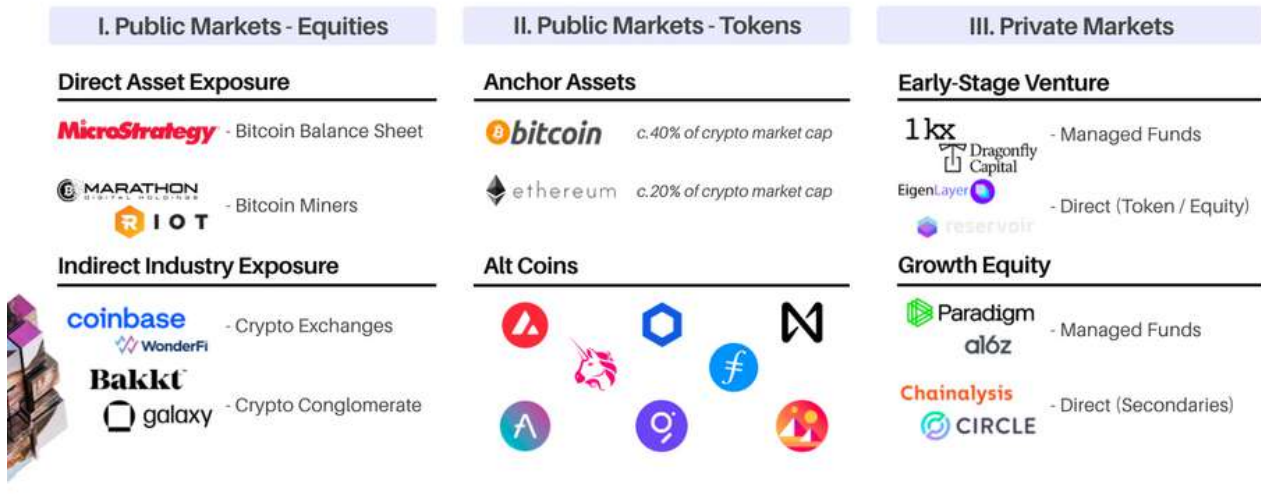 I. Public Markets - Equities
Direct Asset Exposure
MicroStrategy - Bitcoin Balance Sheet
MARATHON
DIGITAL HOLDINGS
RIOT
- Bitcoin Miners
Indirect Industry Exposure
coinbase
WonderFi
- Crypto Exchanges
Bakkt
galaxy
- Crypto Conglomerate
II. Public Markets - Tokens
Anchor Assets
bitcoin c.40% of crypto market cap
ethereum c.20% of crypto market cap
Alt Coins
III. Private Markets
Early-Stage Venture
1kx
Dragonfly
Capital
- Managed Funds
EigenLayer
reservoir
- Direct (Token / Equity)
Growth Equity
Paradigm
a16z
- Managed Funds
Chainalysis
CIRCLE
- Direct (Secondaries)